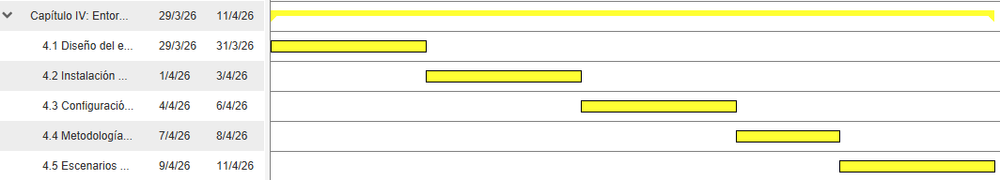 Capítulo IV: Entor... 29/3/26 11/4/26
4.1 Diseño del e... 29/3/26 31/3/26
4.2 Instalación ... 1/4/26 3/4/26
4.3 Configuració... 4/4/26 6/4/26
4.4 Metodología... 7/4/26 8/4/26
4.5 Escenarios ... 9/4/26 11/4/26